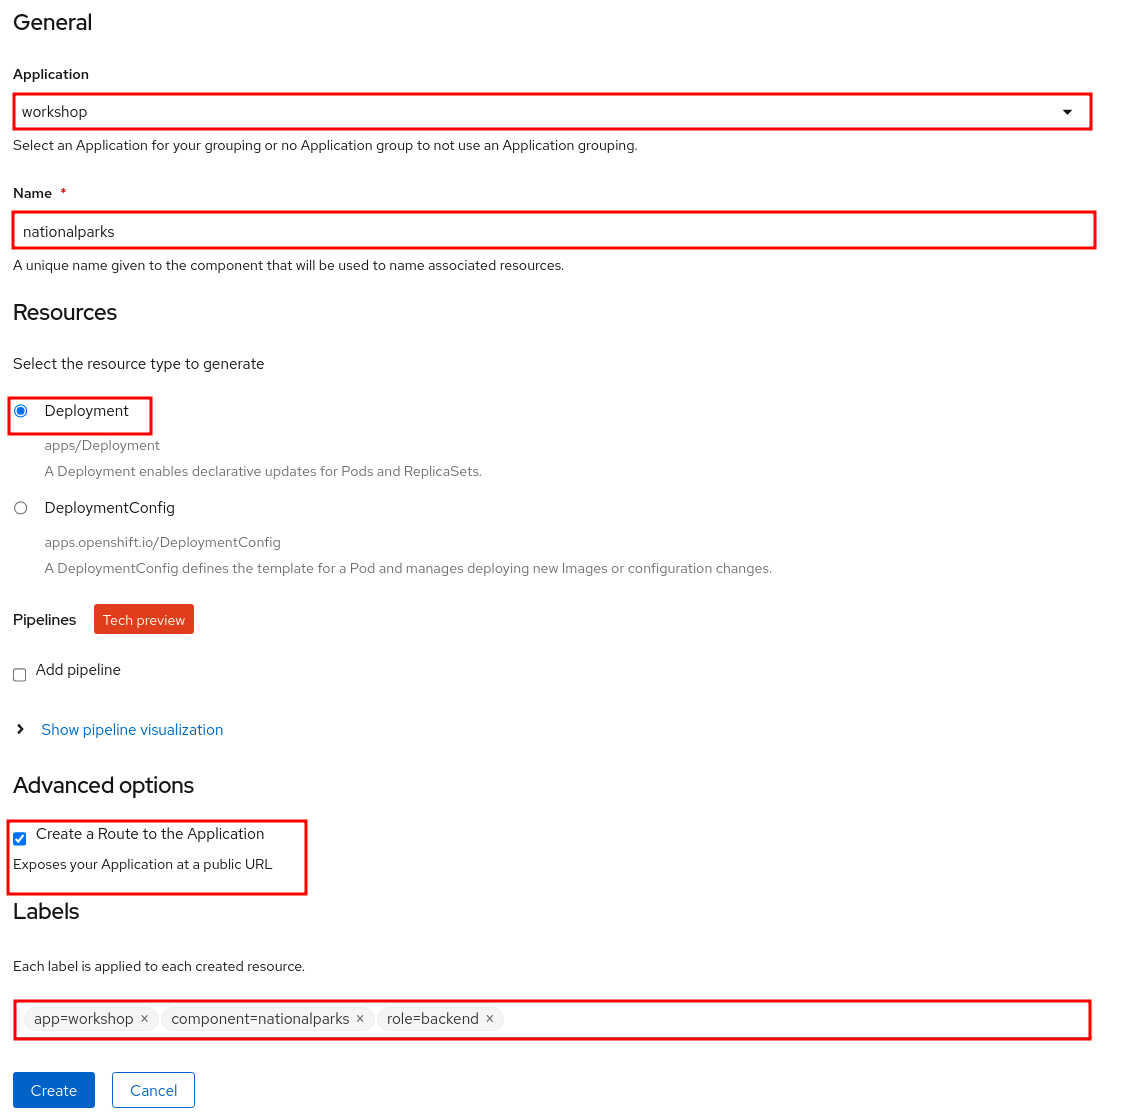 General
Application
workshop
Select an Application for your grouping or no Application group to not use an Application grouping.
Name *
nationalparks
A unique name given to the component that will be used to name associated resources.
Resources
Select the resource type to generate
Deployment
apps/Deployment
A Deployment enables declarative updates for Pods and ReplicaSets.
DeploymentConfig
apps.openshift.io/DeploymentConfig
A DeploymentConfig defines the template for a Pod and manages deploying new Images or configuration changes.
Pipelines Tech preview
Add pipeline
Show pipeline visualization
Advanced options
Create a Route to the Application
Exposes your Application at a public URL
Labels
Each label is applied to each created resource.
app=workshop × component=nationalparks × role=backend ×
Create Cancel